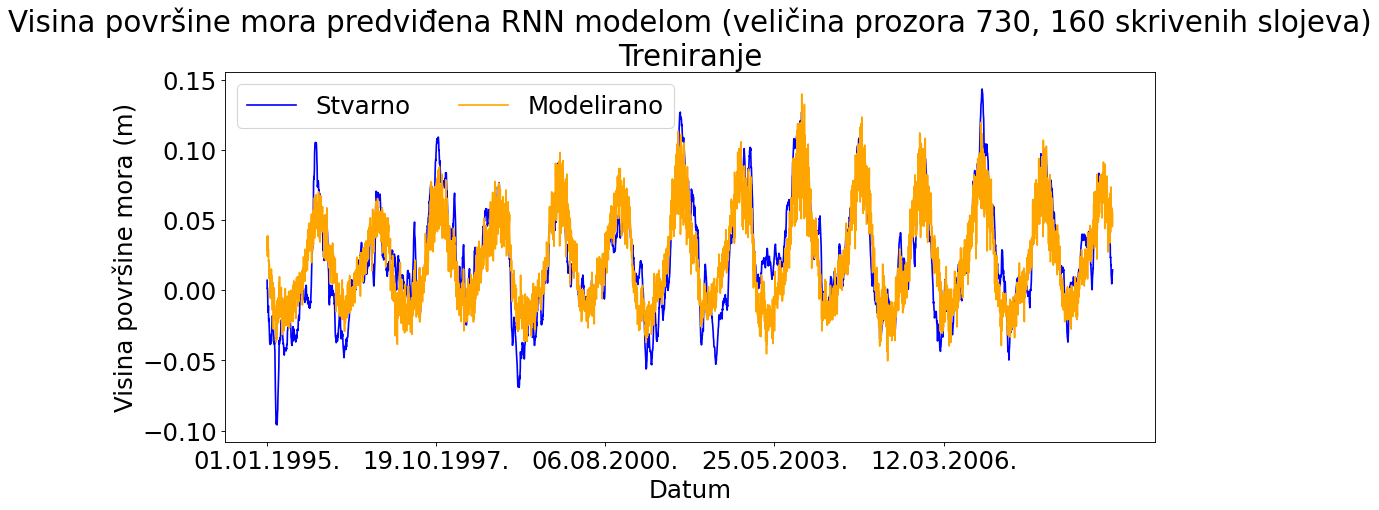 Visina površine mora predviđena RNN modelom (veličina prozora 730, 160 skrivenih slojeva)
Treniranje
Stvarno Modelirano
Visina površine mora (m)
0.15
0.10
0.05
0.00
−0.05
−0.10
01.01.1995. 19.10.1997. 06.08.2000. 25.05.2003. 12.03.2006.
Datum